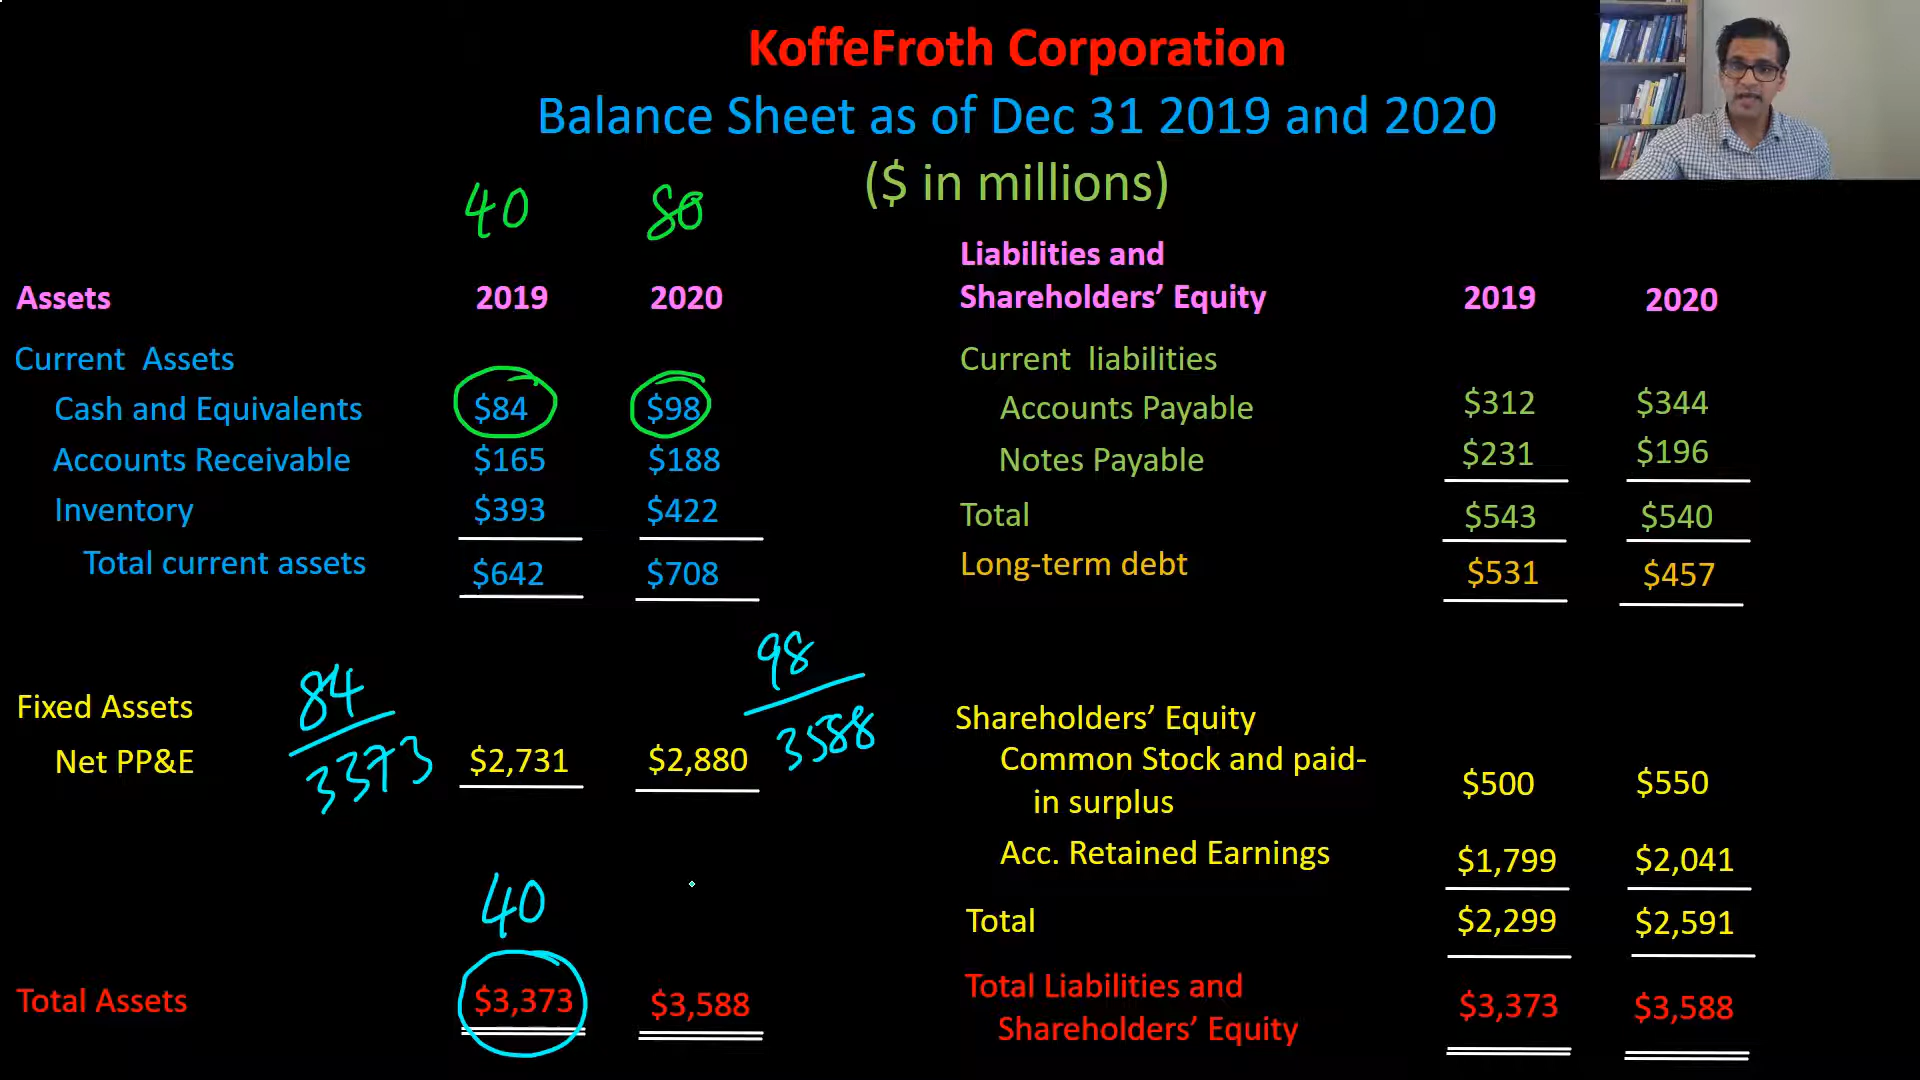 KoffeFroth Corporation
Balance Sheet as of Dec 31 2019 and 2020
($ in millions)
40 80
Assets 2019 2020
Current Assets
Cash and Equivalents $84 $98
Accounts Receivable $165 $188
Inventory $393 $422
Total current assets $642 $708
84
3373
98
3588
Fixed Assets
Net PP&E $2,731 $2,880
40
Total Assets $3,373 $3,588
Liabilities and
Shareholders’ Equity 2019 2020
Current liabilities
Accounts Payable $312 $344
Notes Payable $231 $196
Total $543 $540
Long-term debt $531 $457
Shareholders’ Equity
Common Stock and paid-
in surplus $500 $550
Acc. Retained Earnings $1,799 $2,041
Total $2,299 $2,591
Total Liabilities and
Shareholders’ Equity $3,373 $3,588